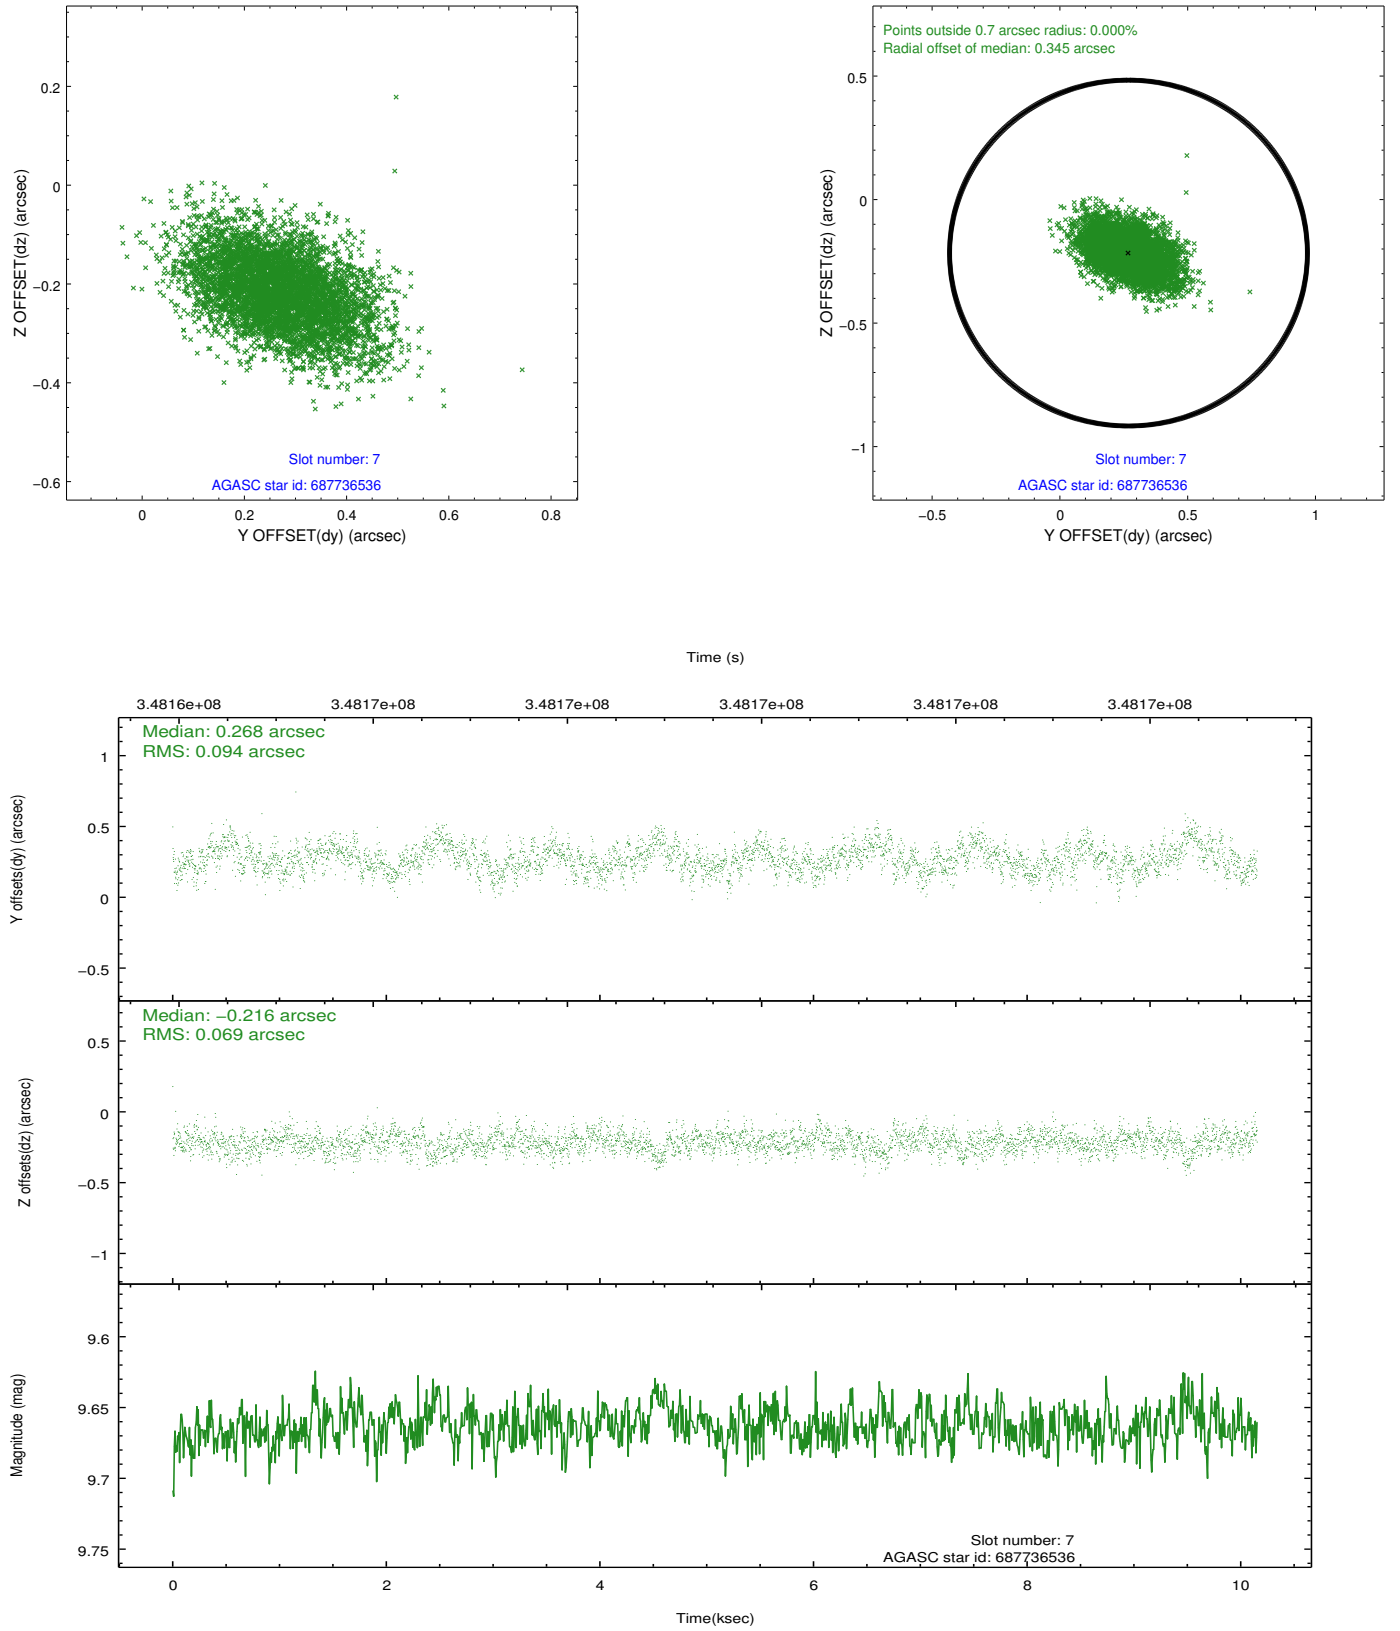 0.2
0
−0.2
−0.4
−0.6
Z OFFSET(dz) (arcsec)
Slot number: 7
AGASC star id: 687736536
0 0.2 0.4 0.6 0.8
Y OFFSET(dy) (arcsec)
Points outside 0.7 arcsec radius: 0.000%
Radial offset of median: 0.345 arcsec
0.5
0
−0.5
−1
Z OFFSET(dz) (arcsec)
Slot number: 7
AGASC star id: 687736536
−0.5 0 0.5 1
Y OFFSET(dy) (arcsec)
Time (s)
3.4816e+08 3.4817e+08 3.4817e+08 3.4817e+08 3.4817e+08 3.4817e+08
Median: 0.268 arcsec
RMS: 0.094 arcsec
1
0.5
0
−0.5
Y offsets(dy) (arcsec)
Median: −0.216 arcsec
RMS: 0.069 arcsec
0.5
0
−0.5
−1
Z offsets(dz) (arcsec)
9.6
9.65
9.7
9.75
Magnitude (mag)
Slot number: 7
AGASC star id: 687736536
0 2 4 6 8 10
Time(ksec)